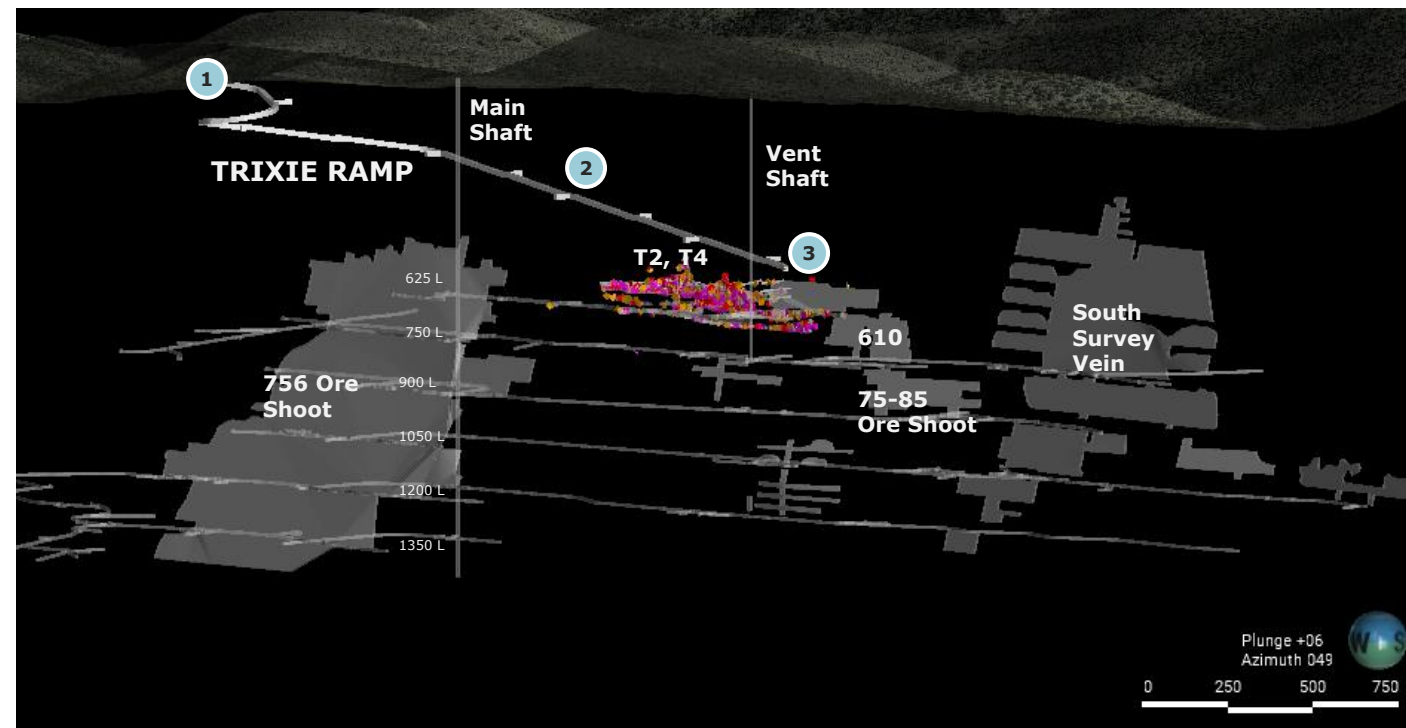 1
Main
Shaft
2
Vent
Shaft
TRIXIE RAMP
3
T2, T4
625 L
South
Survey
Vein
750 L
610
756 Ore
Shoot
900 L
75-85
Ore Shoot
1050 L
1200 L
1350 L
Plunge +06
Azimuth 049
W S
0 250 500 750